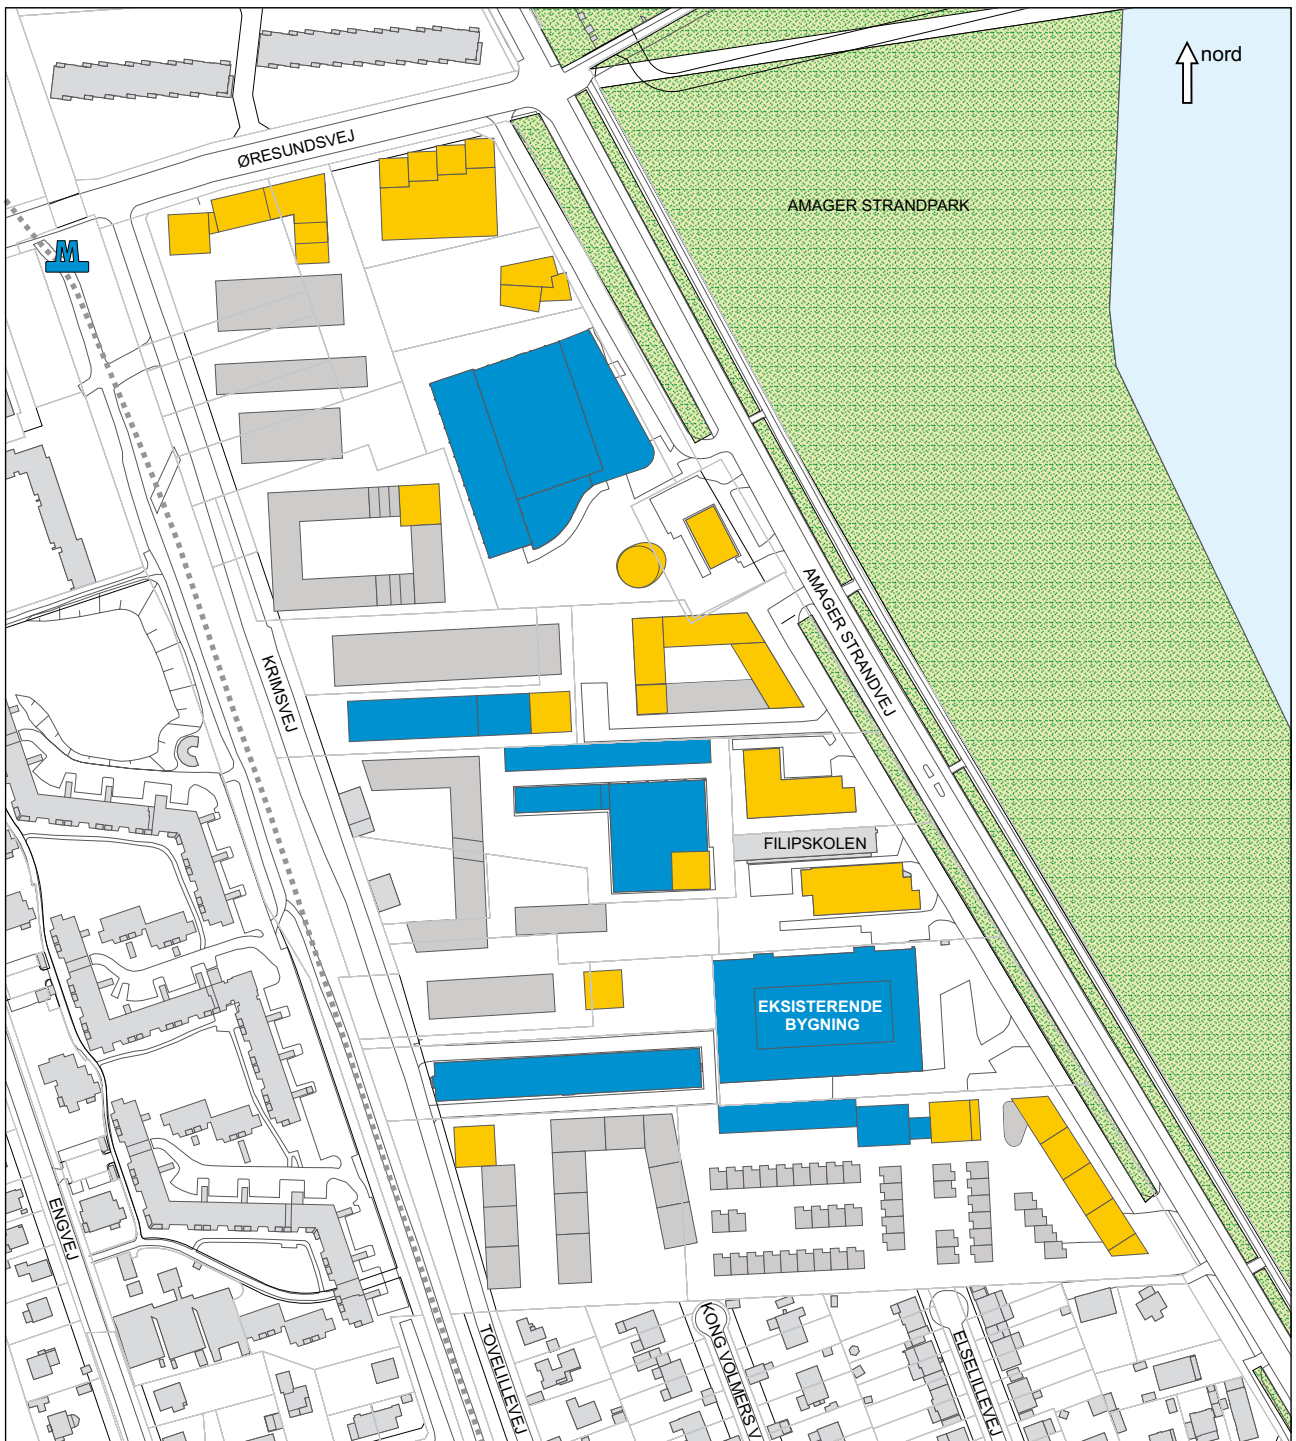 nord
ØRESUNDSVEJ
AMAGER STRANDPARK
M
AMAGER STRANDVEJ
KRIMSVEJ
FILIPSKOLEN
EKSISTERENDE
BYGNING
ENGVEJ
TOVELILLEVEJ
KONG VOLMERS V
ELSELILLEVEJ